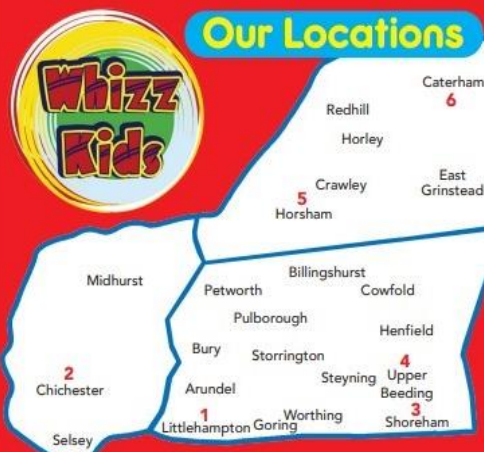 Our Locations
Whizz
Kids
Caterham
6
Redhill
Horley
Crawley
East
Grinstead
5
Horsham
Midhurst
Billingshurst
Petworth
Cowfold
Pulborough
Henfield
Bury
Storrington
2
Chichester
4
Steyning Upper
Beeding
Arundel
1
Littlehampton Goring
Worthing
3
Shoreham
Selsey